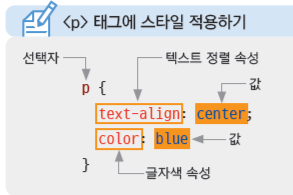 <p> 태그에 스타일 적용하기
선택자 텍스트 정렬 속성
p { 값
text-align: center;
color: blue 값
} 글자색 속성